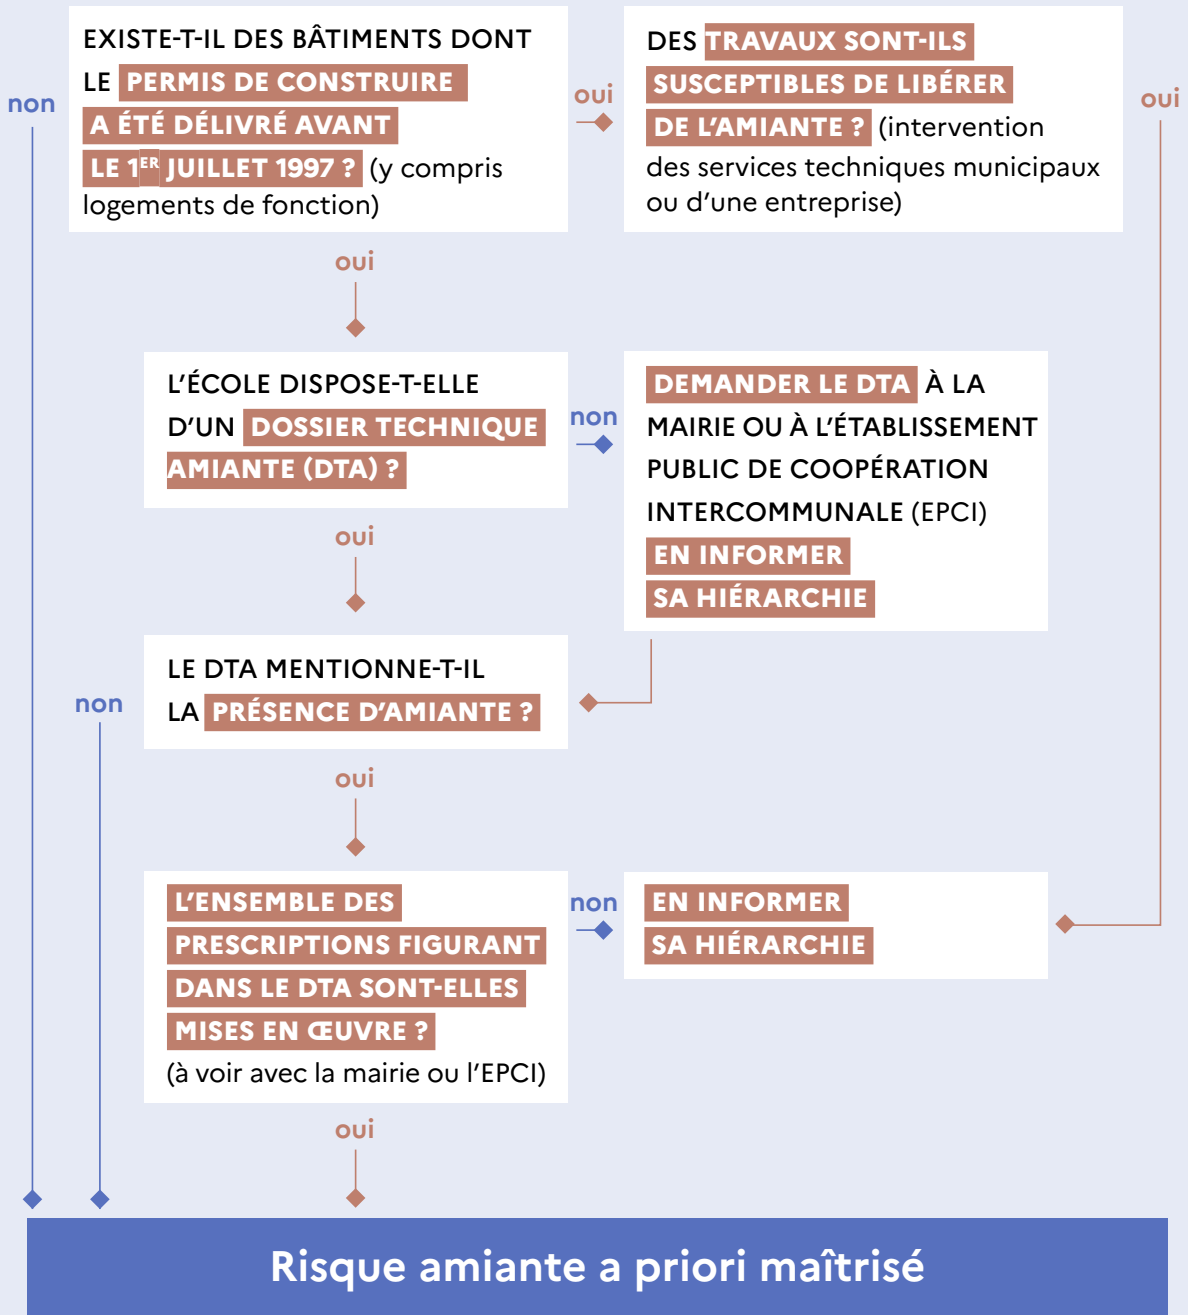 EXISTE-T-IL DES BÂTIMENTS DONT
LE PERMIS DE CONSTRUIRE
A ÉTÉ DÉLIVRÉ AVANT
LE 1ER JUILLET 1997 ? (y compris
logements de fonction)
non
oui
DES TRAVAUX SONT-ILS
SUSCEPTIBLES DE LIBÉRER
DE L’AMIANTE ? (intervention
des services techniques municipaux
ou d’une entreprise)
oui
oui
L’ÉCOLE DISPOSE-T-ELLE
D’UN DOSSIER TECHNIQUE
AMIANTE (DTA) ?
non
DEMANDER LE DTA À LA
MAIRIE OU À L’ÉTABLISSEMENT
PUBLIC DE COOPÉRATION
INTERCOMMUNALE (EPCI)
EN INFORMER
SA HIÉRARCHIE
oui
LE DTA MENTIONNE-T-IL
LA PRÉSENCE D’AMIANTE ?
non
oui
L’ENSEMBLE DES
PRESCRIPTIONS FIGURANT
DANS LE DTA SONT-ELLES
MISES EN ŒUVRE ?
(à voir avec la mairie ou l’EPCI)
non
EN INFORMER
SA HIÉRARCHIE
oui
Risque amiante a priori maîtrisé